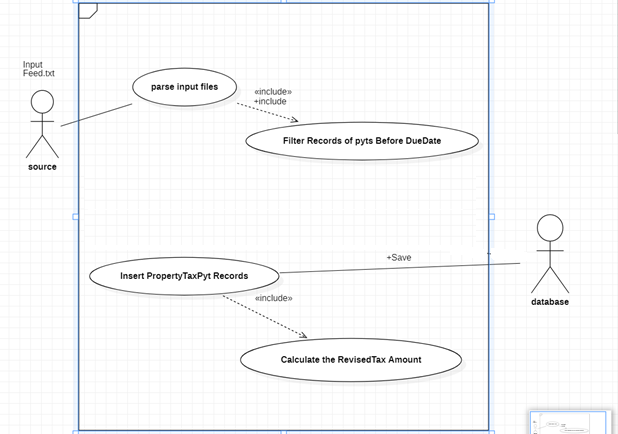 Input
Feed.txt
parse input files
«include»
+include
Filter Records of pyts Before DueDate
source
+Save
Insert PropertyTaxPyt Records
«include»
database
Calculate the RevisedTax Amount